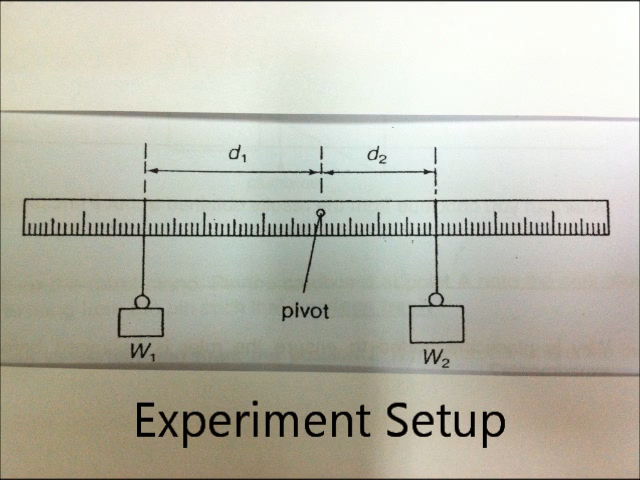 d₁ d₂
pivot
W₁ W₂
Experiment Setup